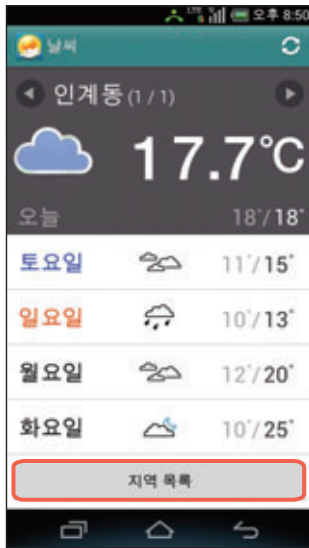 LTE 오후 8:50
날씨
인계동 (1 / 1)
17.7°C
오늘 18°/18°
토요일 11°/15°
일요일 10°/13°
월요일 12°/20°
화요일 10°/25°
지역 목록